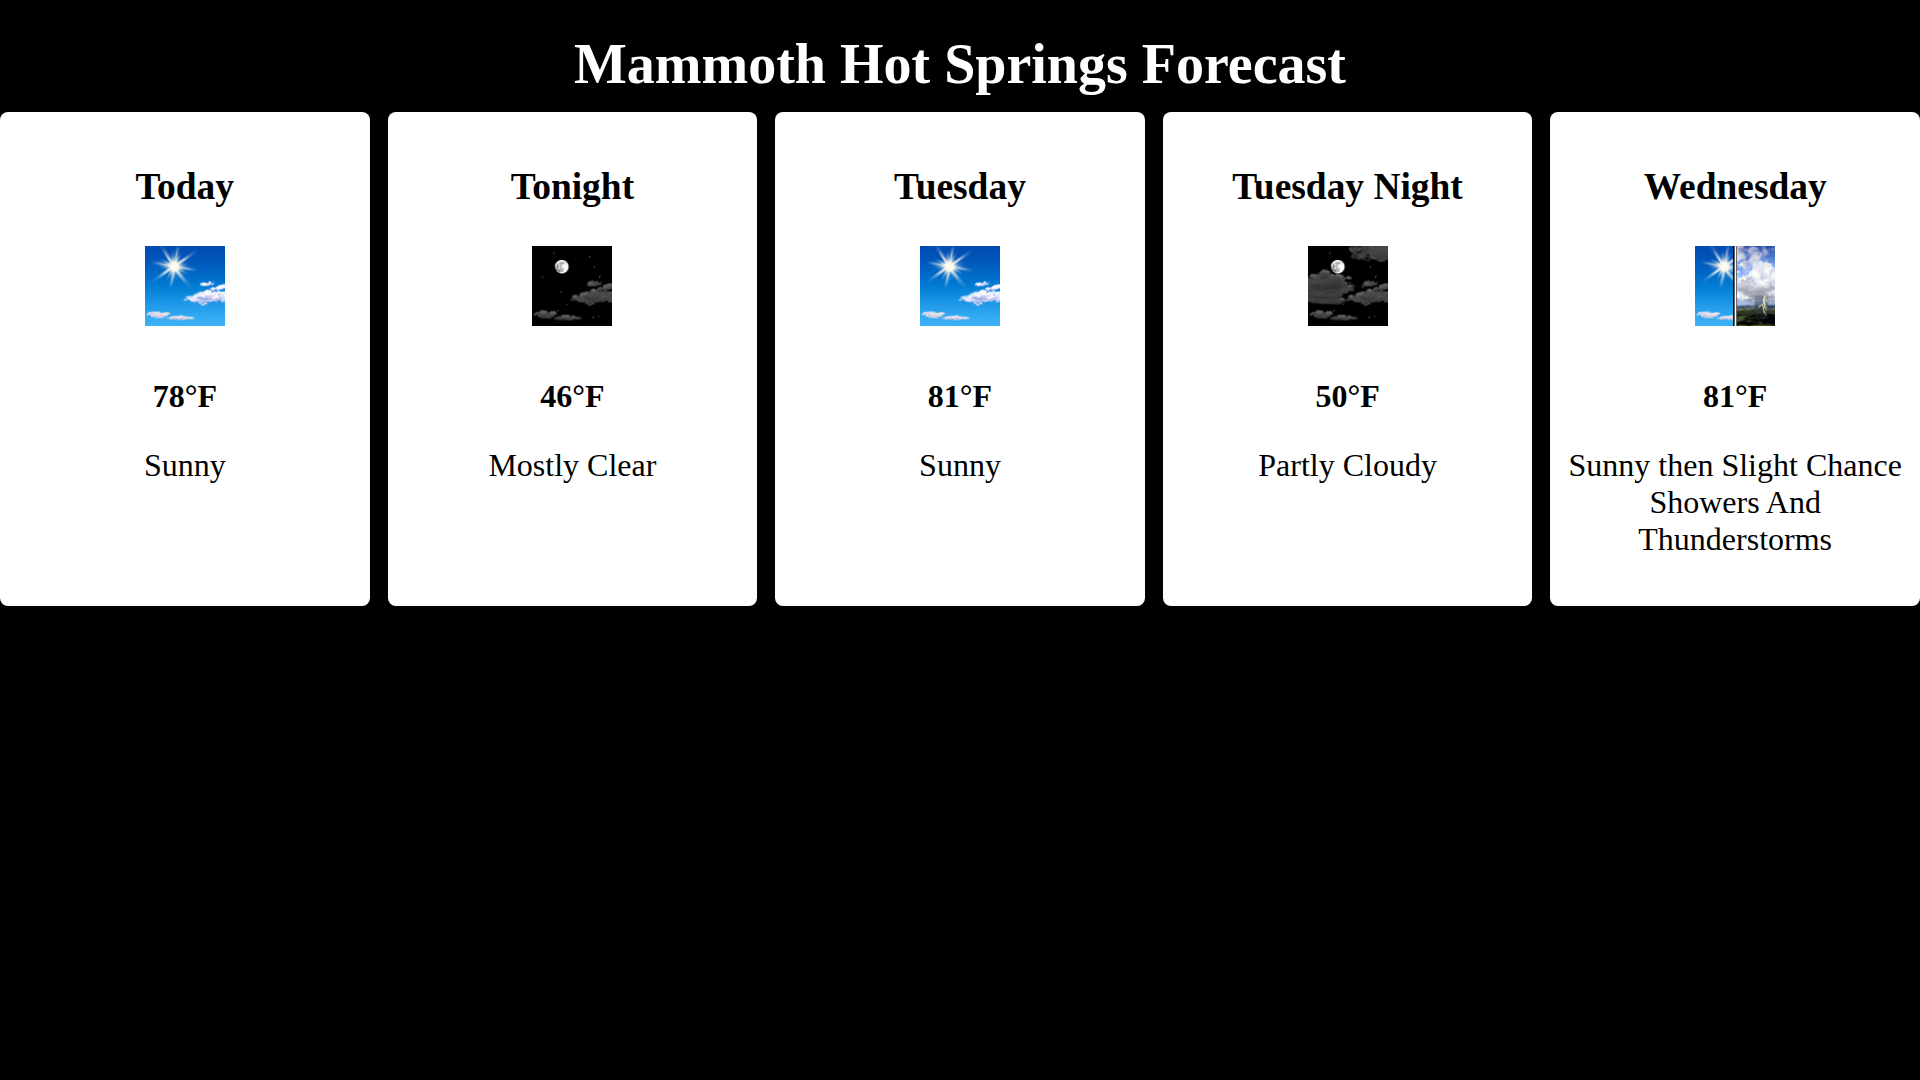 Mammoth Hot Springs Forecast
Today
78°F
Sunny
Tonight
46°F
Mostly Clear
Tuesday
81°F
Sunny
Tuesday Night
50°F
Partly Cloudy
Wednesday
81°F
Sunny then Slight Chance
Showers And
Thunderstorms